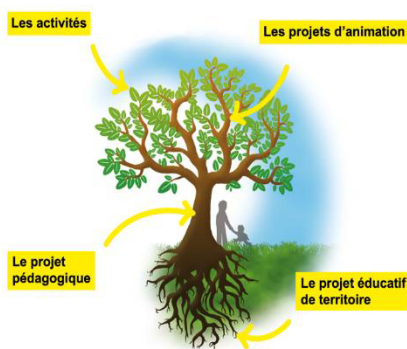 Les activités
Les projets d'animation
Le projet
pédagogique
Le projet éducatif
de territoire